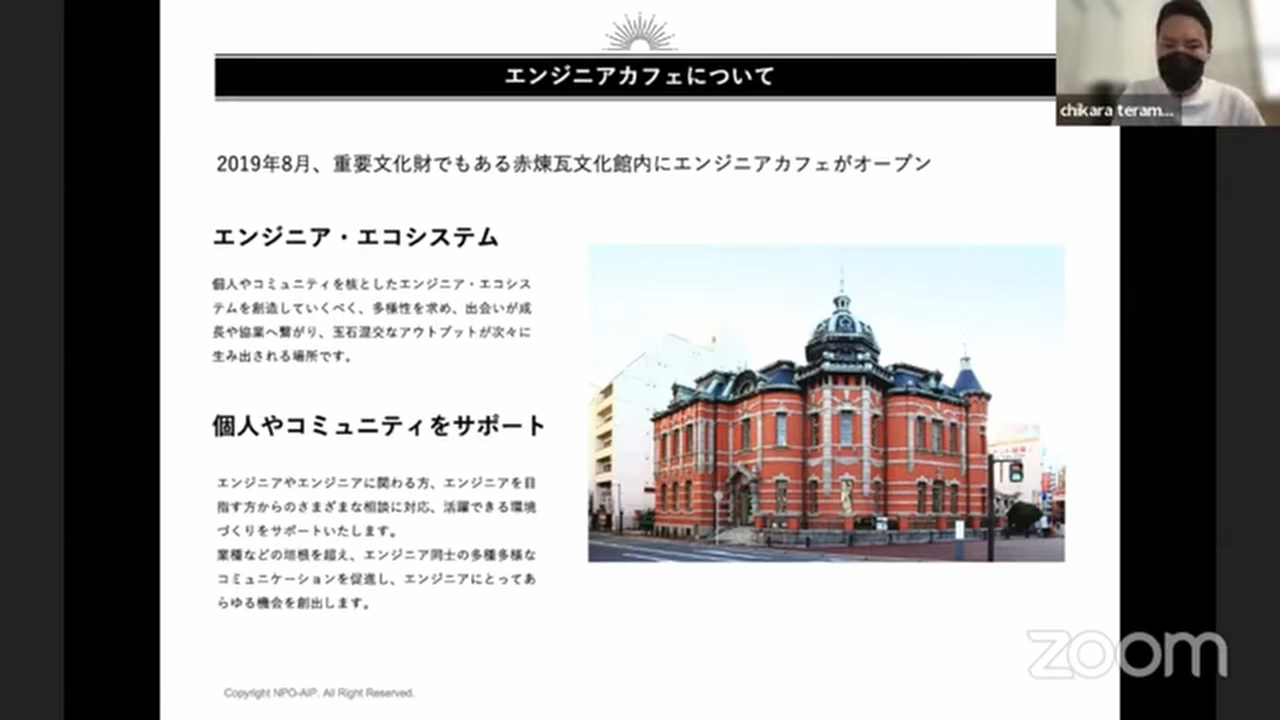 エンジニアカフェについて
chikara teram...
2019年8月、重要文化財でもある赤煉瓦文化館内にエンジニアカフェがオープン
エンジニア・エコシステム
個人やコミュニティを核としたエンジニア・エコシス
テムを創造していくべく、多様性を求め、出会いが成
長や協業へ繋がり、玉石混交なアウトプットが次々に
生み出される場所です。
個人やコミュニティをサポート
エンジニアやエンジニアに関わる方、エンジニアを目
指す方からのさまざまな相談に対応、活躍できる環境
づくりをサポートいたします。
業種などの垣根を超え、エンジニア同士の多種多様な
コミュニケーションを促進し、エンジニアにとってあ
らゆる機会を創出します。
zoom
Copyright NPO-AIP. All Right Reserved.